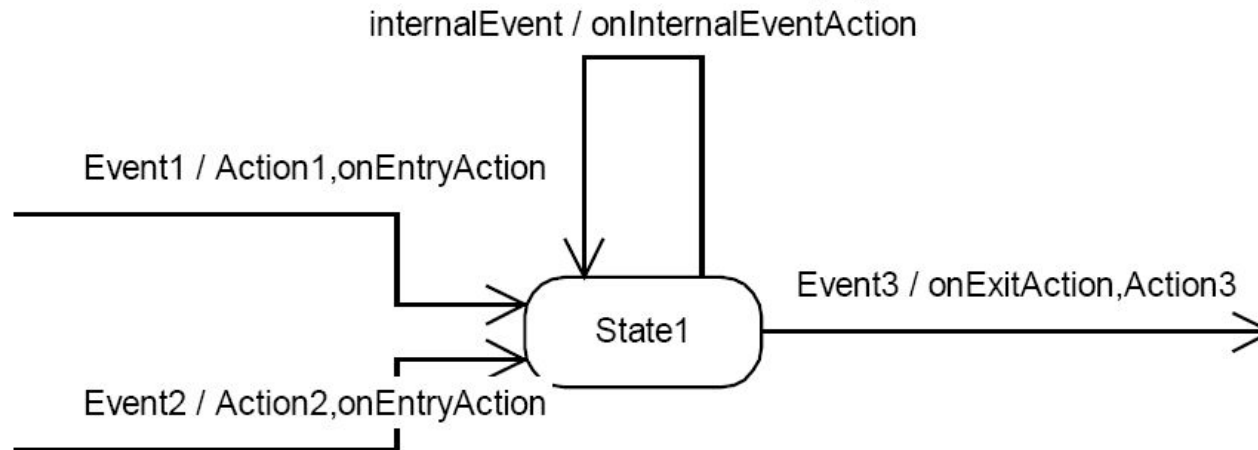 internalEvent / onInternalEventAction
Event1 / Action1,onEntryAction
Event3 / onExitAction,Action3
State1
Event2 / Action2,onEntryAction